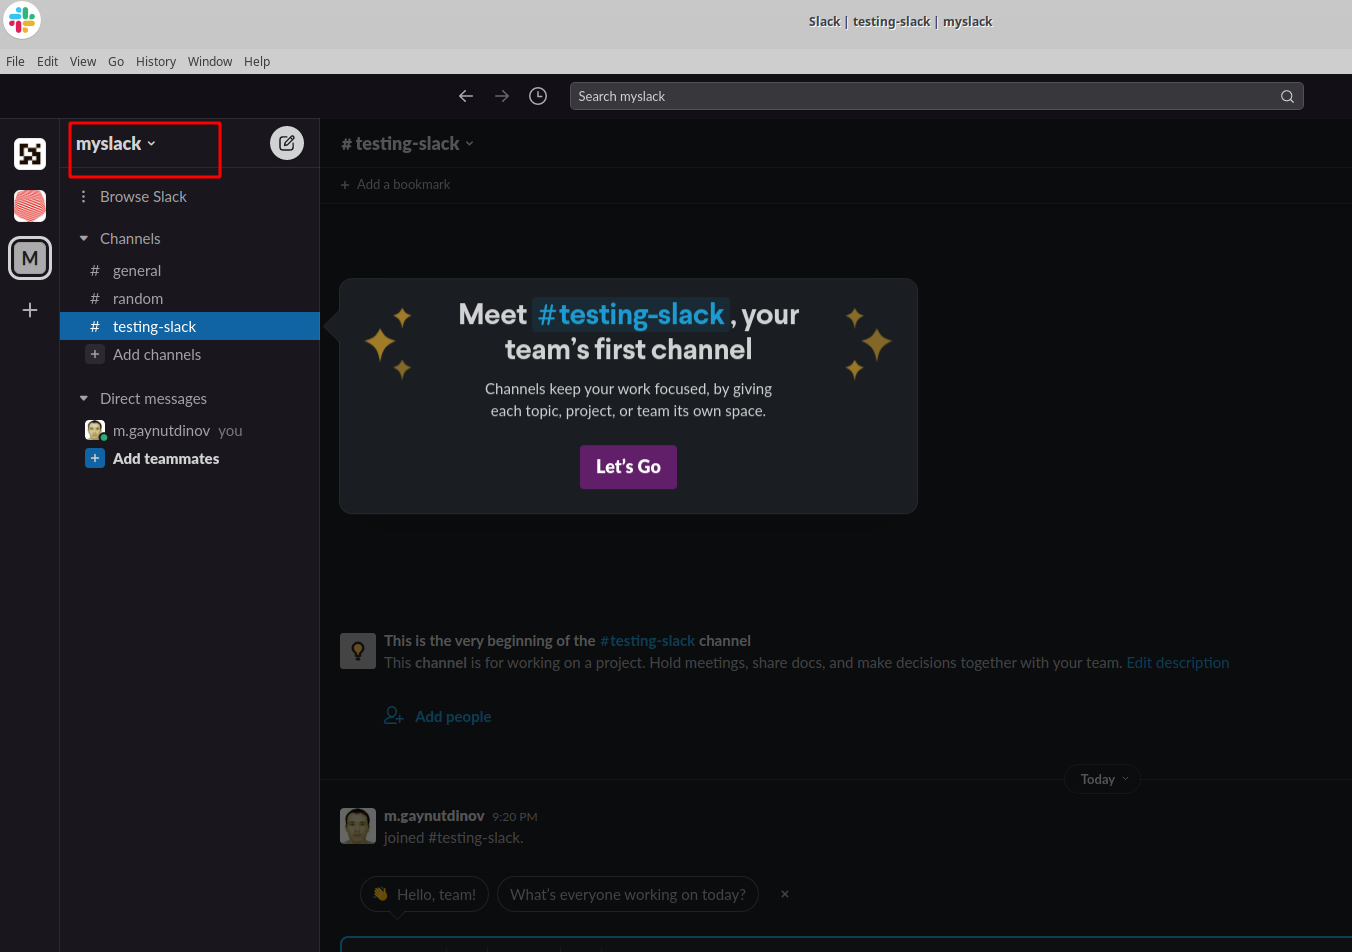 Slack | testing-slack | myslack
File Edit View Go History Window Help
Search myslack
myslack
# testing-slack
+ Add a bookmark
Browse Slack
Channels
# general
# random
# testing-slack
+ Add channels
M
Meet # testing-slack , your
team's first channel
Channels keep your work focused, by giving
each topic, project, or team its own space.
Let's Go
Direct messages
m.gaynutdinov you
+ Add teammates
This is the very beginning of the #testing-slack channel
This channel is for working on a project. Hold meetings, share docs, and make decisions together with your team. Edit description
Add people
Today
m.gaynutdinov 9:20 PM
joined #testing-slack.
👋 Hello, team!
What's everyone working on today?
×